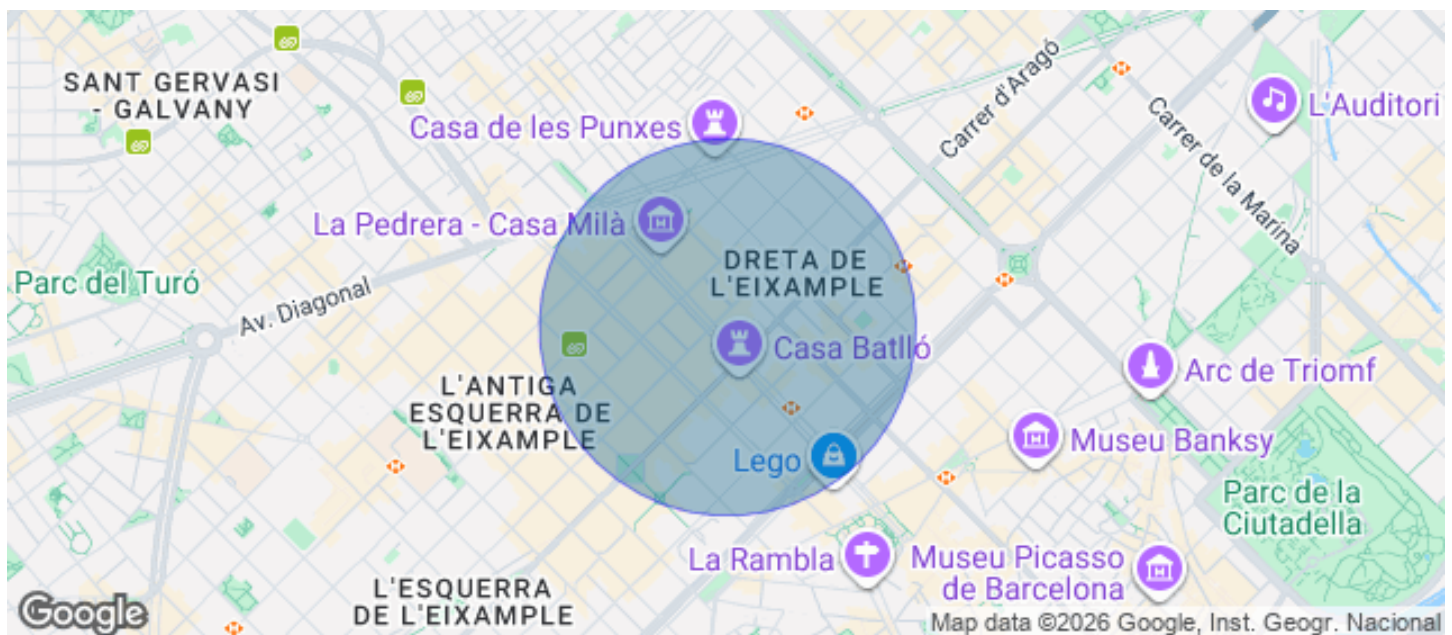 SANT GERVASI
- GALVANY
Casa de les Punxes
Carrer d'Aragó
L'Auditori
Carrer de la Marina
La Pedrera - Casa Milà
DRETA DE
L'EIXAMPLE
Parc del Turó
Av. Diagonal
Casa Batlló
L'ANTIGA
ESQUERRA DE
L'EIXAMPLE
Arc de Triomf
Museu Banksy
Lego
Parc de la
Ciutadella
La Rambla
Museu Picasso
de Barcelona
L'ESQUERRA
DE L'EIXAMPLE
Google
Map data ©2026 Google, Inst. Geogr. Nacional